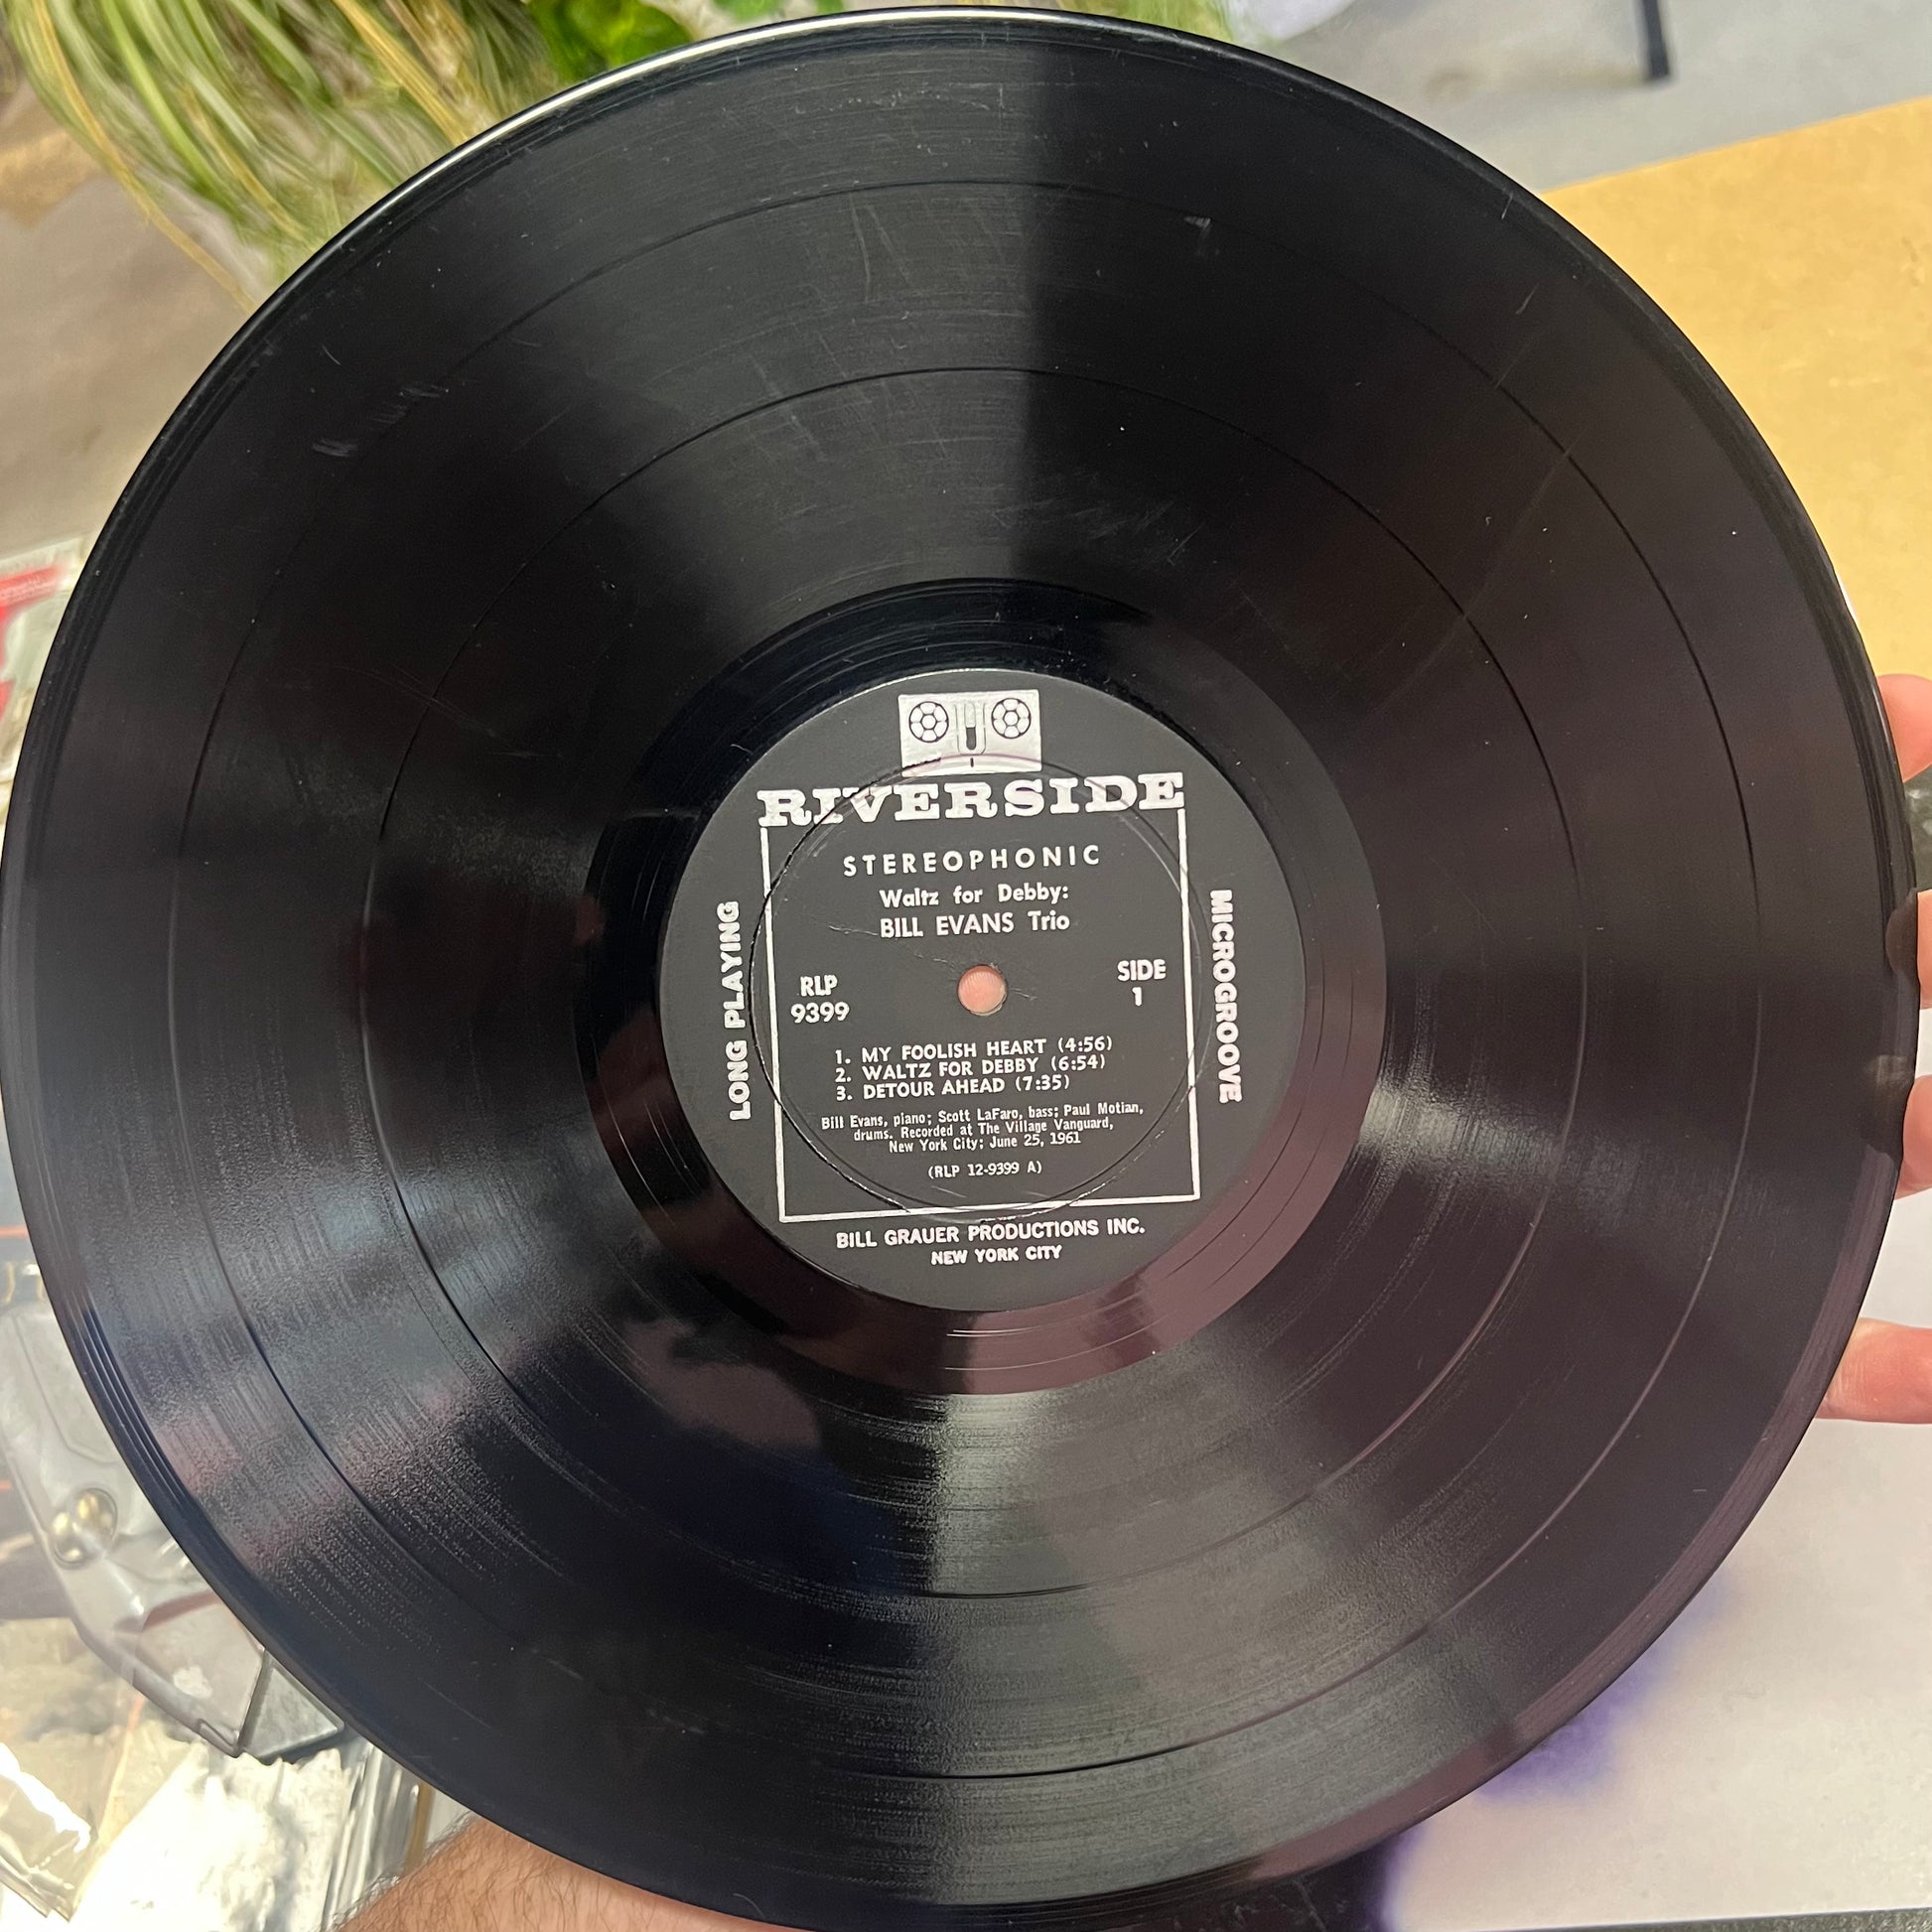 RIVERSIDE
STEREOPHONIC
Waltz for Debby:
BILL EVANS Trio
RLP
9399
SIDE
1
LONG PLAYING
MICROGROOVE
1. MY FOOLISH HEART (4:56)
2. WALTZ FOR DEBBY (6:54)
3. DETOUR AHEAD (7:35)
Bill Evans, piano; Scott LaFaro, bass; Paul Motian,
drums. Recorded at The Village Vanguard,
New York City; June 25, 1961
(RLP 12-9399 A)
BILL GRAUER PRODUCTIONS INC.
NEW YORK CITY